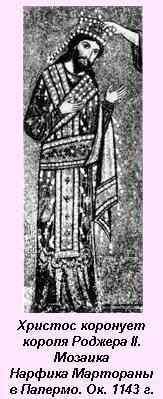 Христос коронует
короля Роджера II.
Мозаика
Нарфика Мартораны
в Палермо. Ок. 1143 г.